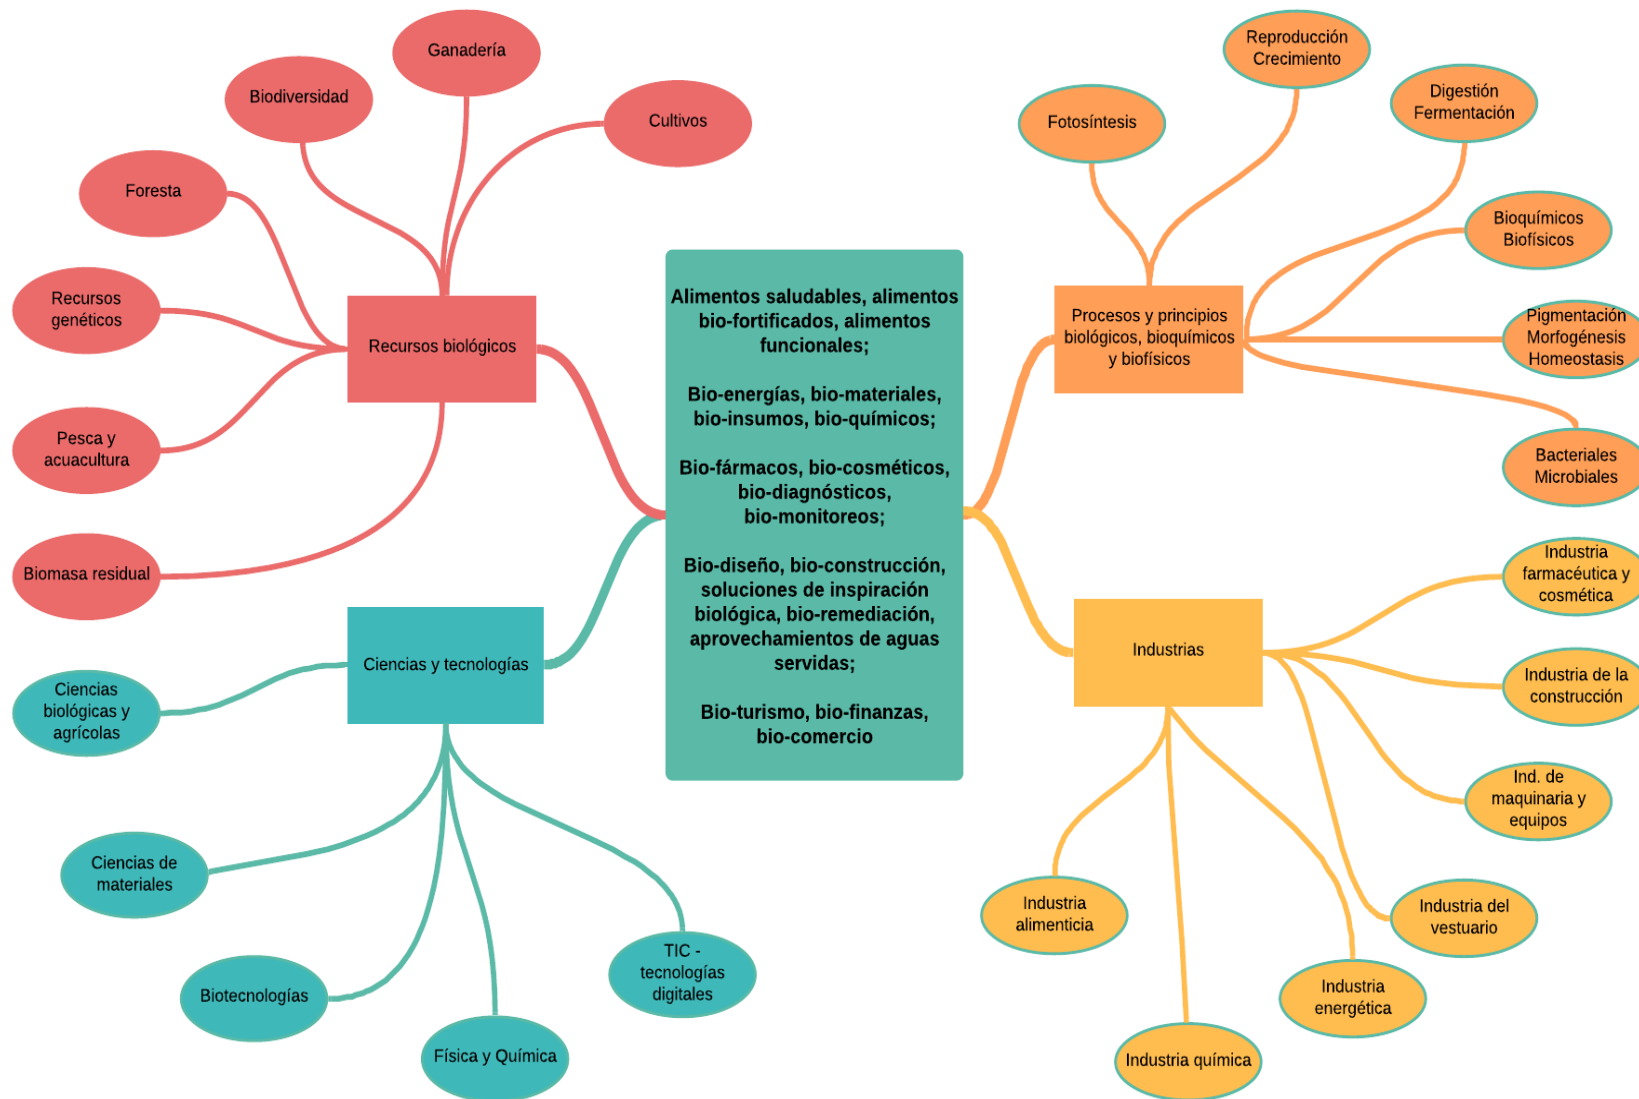 Ganadería
Biodiversidad
Cultivos
Foresta
Recursos
genéticos
Recursos biológicos
Pesca y
acuacultura
Biomasa residual
Ciencias y tecnologías
Ciencias
biológicas y
agrícolas
Ciencias de
materiales
Biotecnologías
Física y Química
TIC -
tecnologías
digitales
Alimentos saludables, alimentos
bio-fortificados, alimentos
funcionales;
Bio-energías, bio-materiales,
bio-insumos, bio-químicos;
Bio-fármacos, bio-cosméticos,
bio-diagnósticos,
bio-monitoreos;
Bio-diseño, bio-construcción,
soluciones de inspiración
biológica, bio-remediación,
aprovechamientos de aguas
servidas;
Bio-turismo, bio-finanzas,
bio-comercio
Reproducción
Crecimiento
Fotosíntesis
Digestión
Fermentación
Bioquímicos
Biofísicos
Procesos y principios
biológicos, bioquímicos
y biofísicos
Pigmentación
Morfogénesis
Homeostasis
Bacteriales
Microbiales
Industria
farmacéutica y
cosmética
Industrias
Industria de la
construcción
Ind. de
maquinaria y
equipos
Industria del
vestuario
Industria
alimenticia
Industria
energética
Industria química